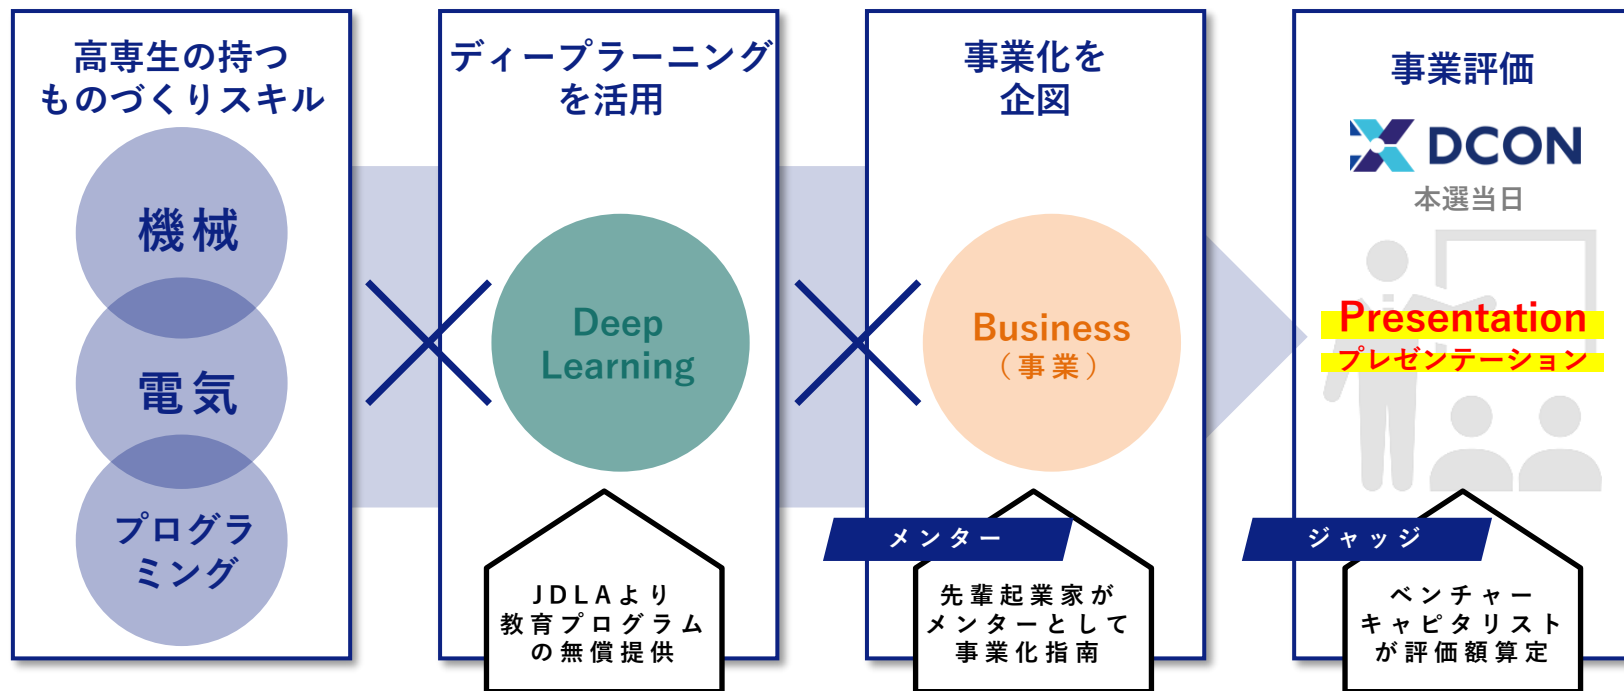 高専生の持つ
ものづくりスキル
機械
電気
プログラ
ミング
ディープラーニング
を活用
Deep
Learning
JDLAより
教育プログラム
の無償提供
事業化を
企図
Business
（事業）
メンター
先輩起業家が
メンターとして
事業化指南
事業評価
DCON
本選当日
Presentation
プレゼンテーション
ジャッジ
ベンチャー
キャピタリスト
が評価額算定